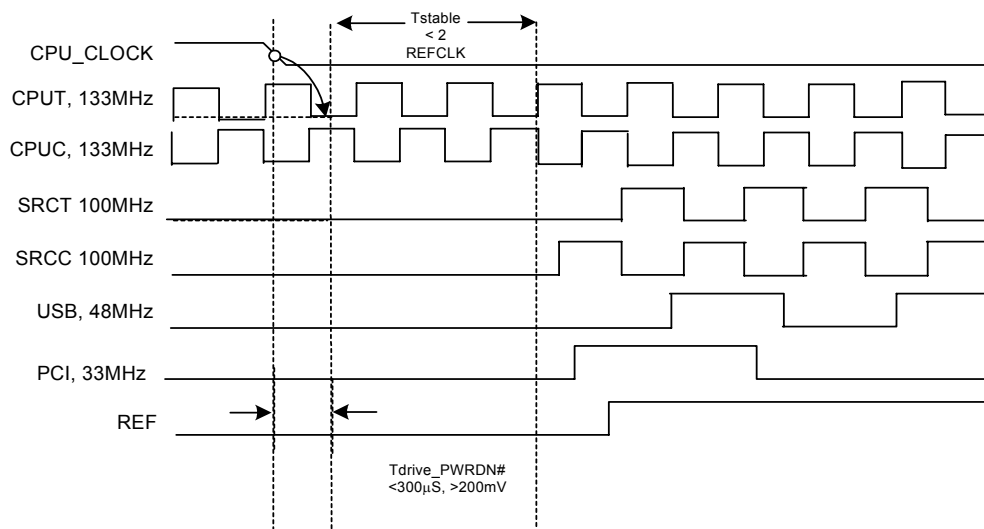 Tstable
< 2
REFCLK
CPU_CLOCK
CPUT, 133MHz
CPUC, 133MHz
SRCT 100MHz
SRCC 100MHz
USB, 48MHz
PCI, 33MHz
REF
Tdrive_PWRDN#
<300μS, >200mV